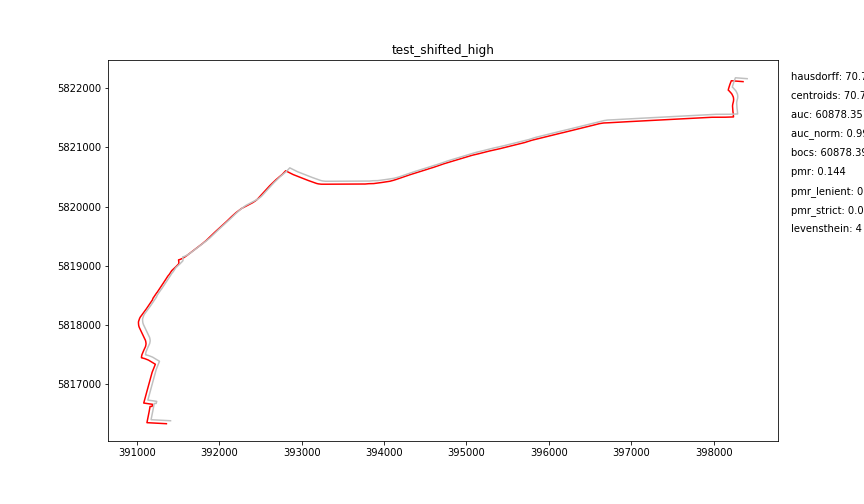 test_shifted_high
5822000
5821000
5820000
5819000
5818000
5817000
391000 392000 393000 394000 395000 396000 397000 398000
hausdorff: 70.7
centroids: 70.7
auc: 60878.35
auc_norm: 0.99
bocs: 60878.39
pmr: 0.144
pmr_lenient: 0
pmr_strict: 0.0
levensthein: 4